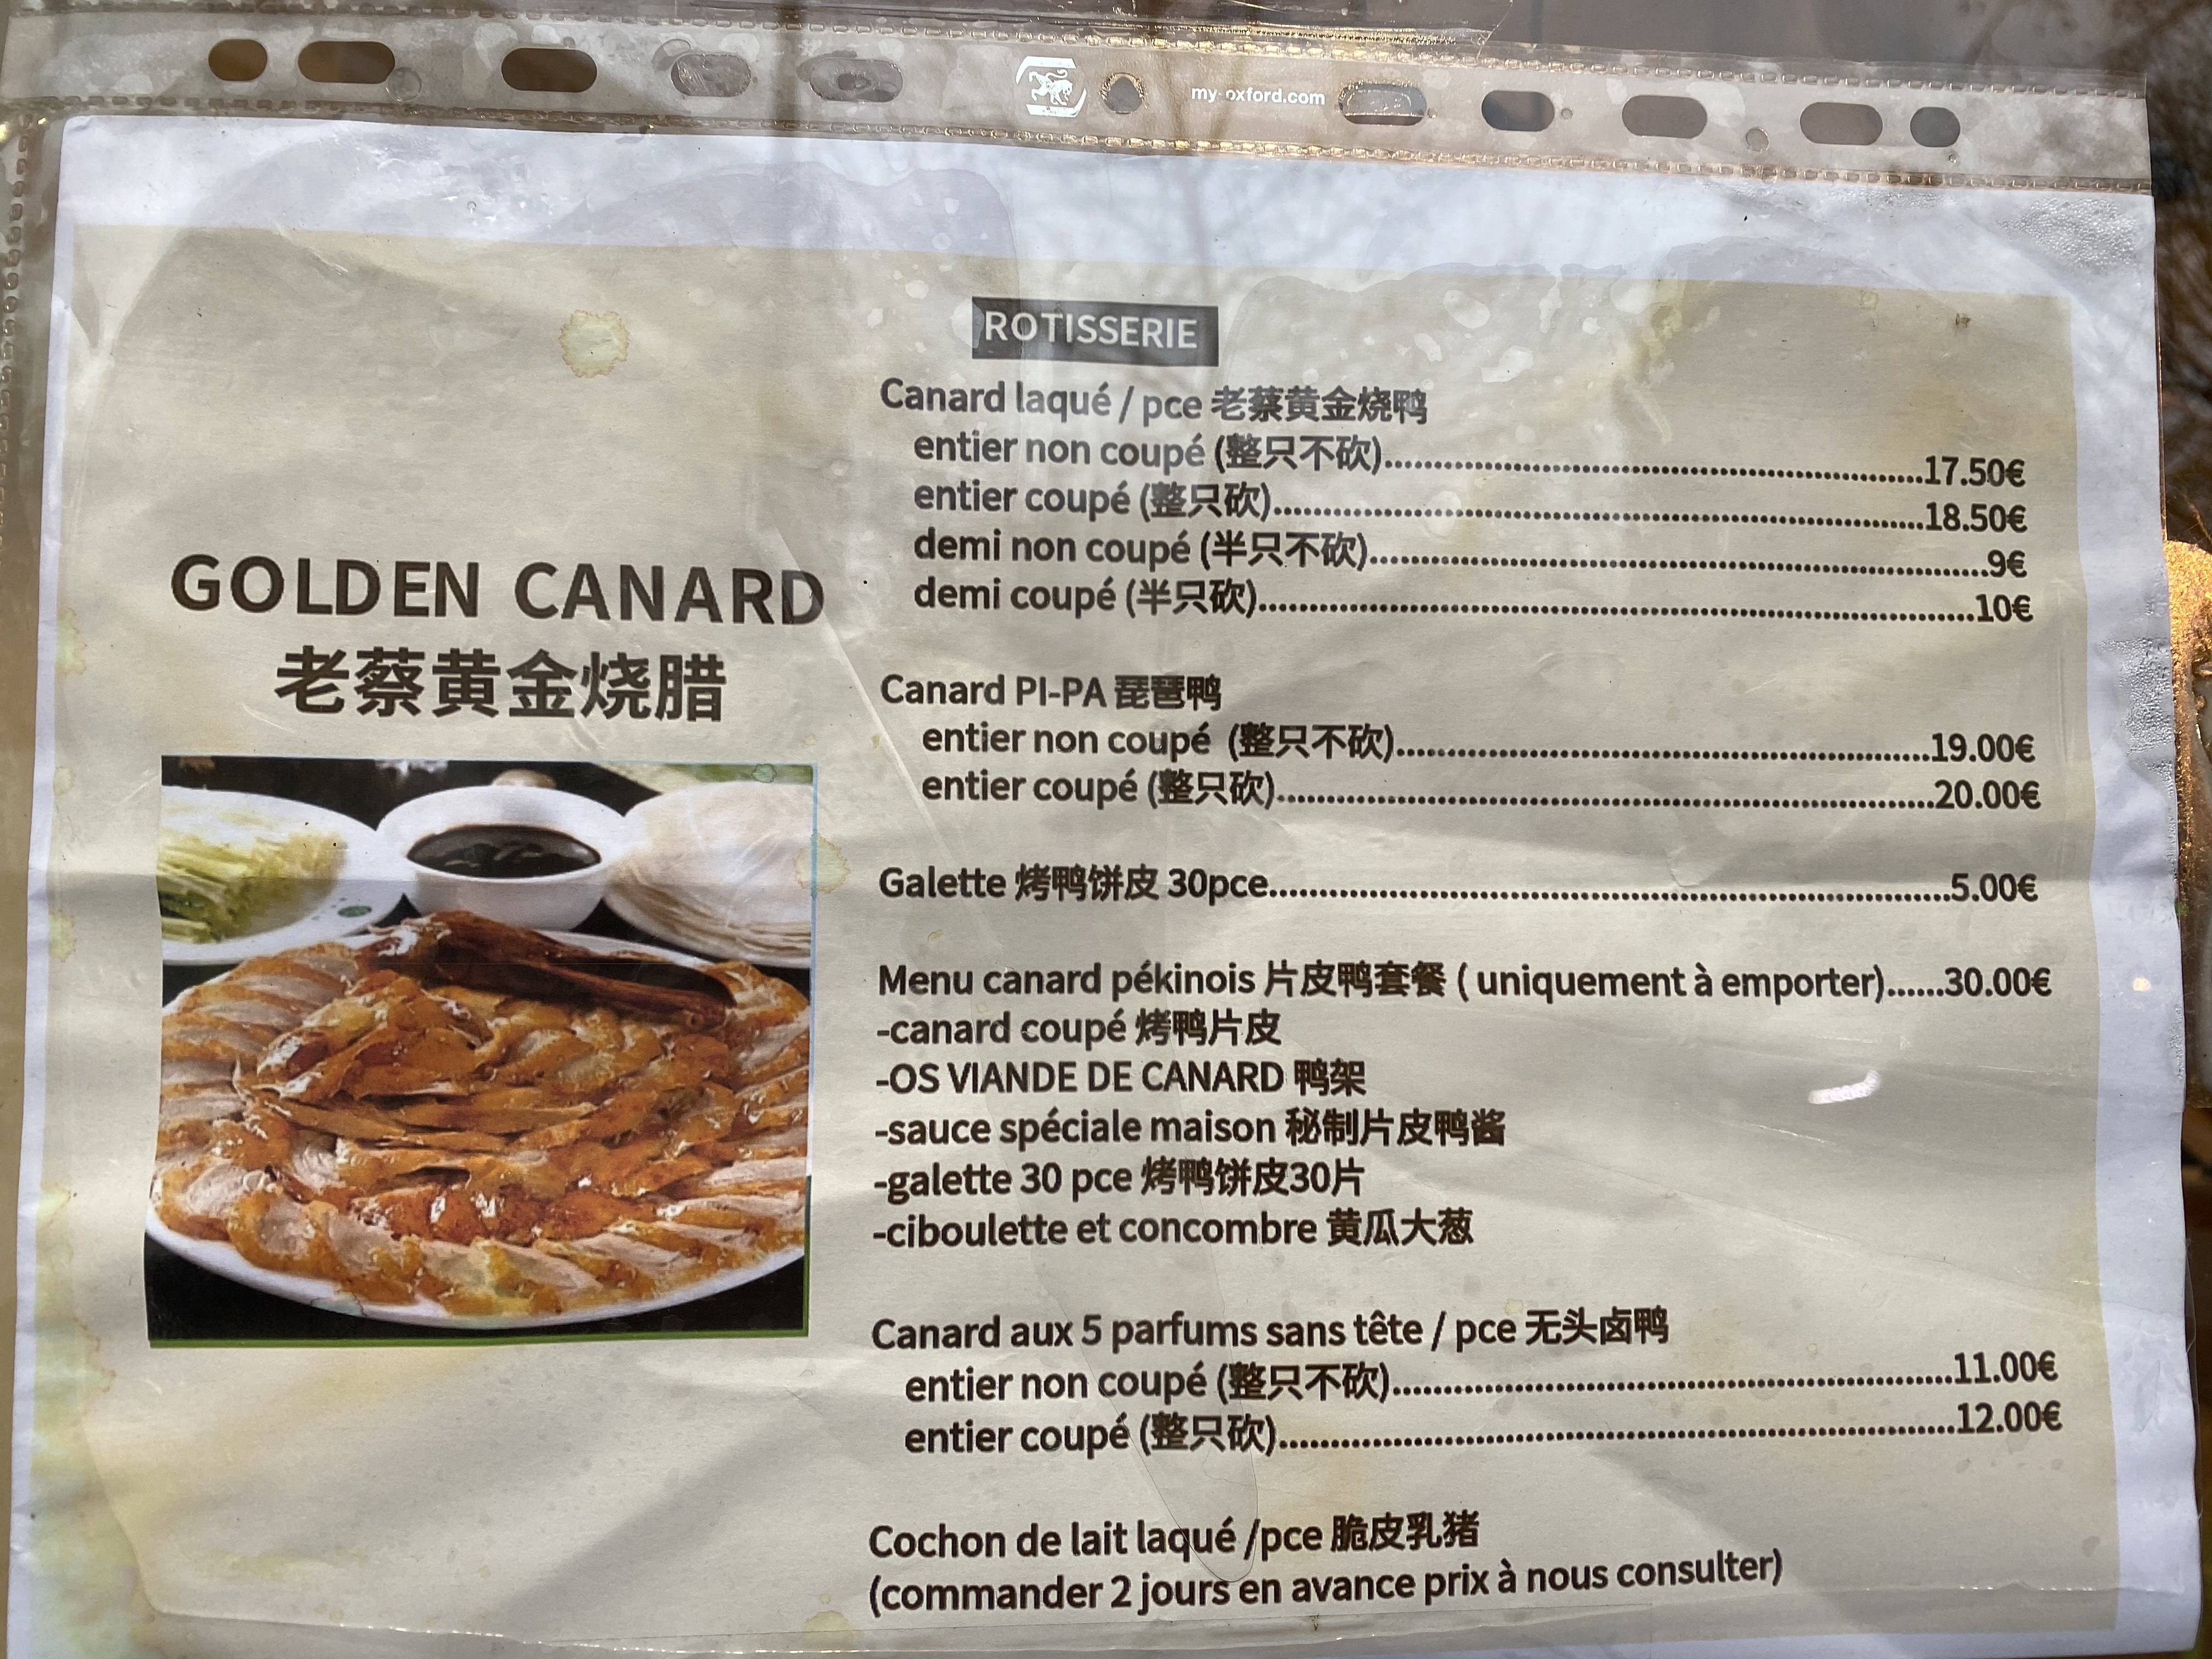 my-oxford.com
ROTISSERIE
Canard laqué / pce 老蔡黄金烧鸭
entier non coupé (整只不砍)....................................................17.50€
entier coupé (整只砍)...............................................................18.50€
demi non coupé (半只不砍)............................................................9€
demi coupé (半只砍)......................................................................10€
GOLDEN CANARD
老蔡黄金烧腊
Canard PI-PA 琵琶鸭
entier non coupé (整只不砍)....................................................19.00€
entier coupé (整只砍)...............................................................20.00€
Galette 烤鸭饼皮 30pce...................................................................5.00€
Menu canard pékinois 片皮鸭套餐 ( uniquement à emporter)......30.00€
-canard coupé 烤鸭片皮
-OS VIANDE DE CANARD 鸭架
-sauce spéciale maison 秘制片皮鸭酱
-galette 30 pce 烤鸭饼皮30片
-ciboulette et concombre 黄瓜大葱
Canard aux 5 parfums sans tête / pce 无头卤鸭
entier non coupé (整只不砍)......................................................11.00€
entier coupé (整只砍).................................................................12.00€
Cochon de lait laqué /pce 脆皮乳猪
(commander 2 jours en avance prix à nous consulter)